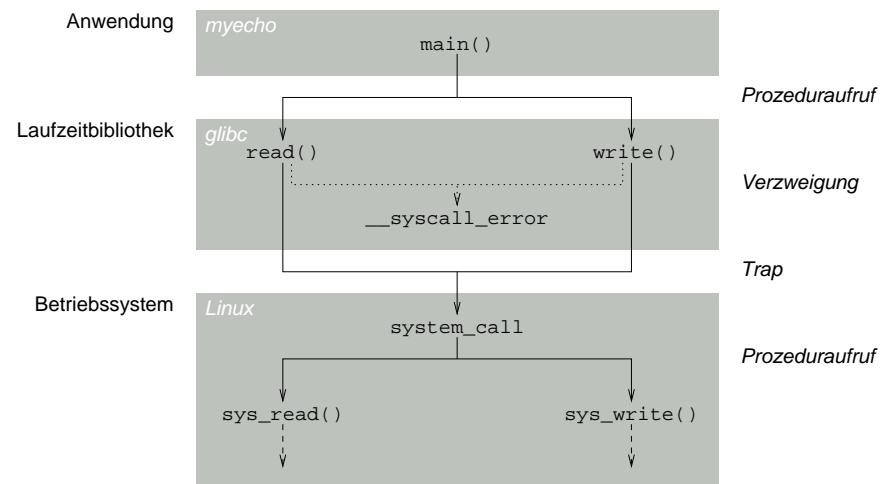 Anwendung
myecho
main()
Prozeduraufruf
Laufzeitbibliothek
glibc
read()
write()
Verzweigung
__syscall_error
Trap
Betriebssystem
Linux
system_call
Prozeduraufruf
sys_read()
sys_write()